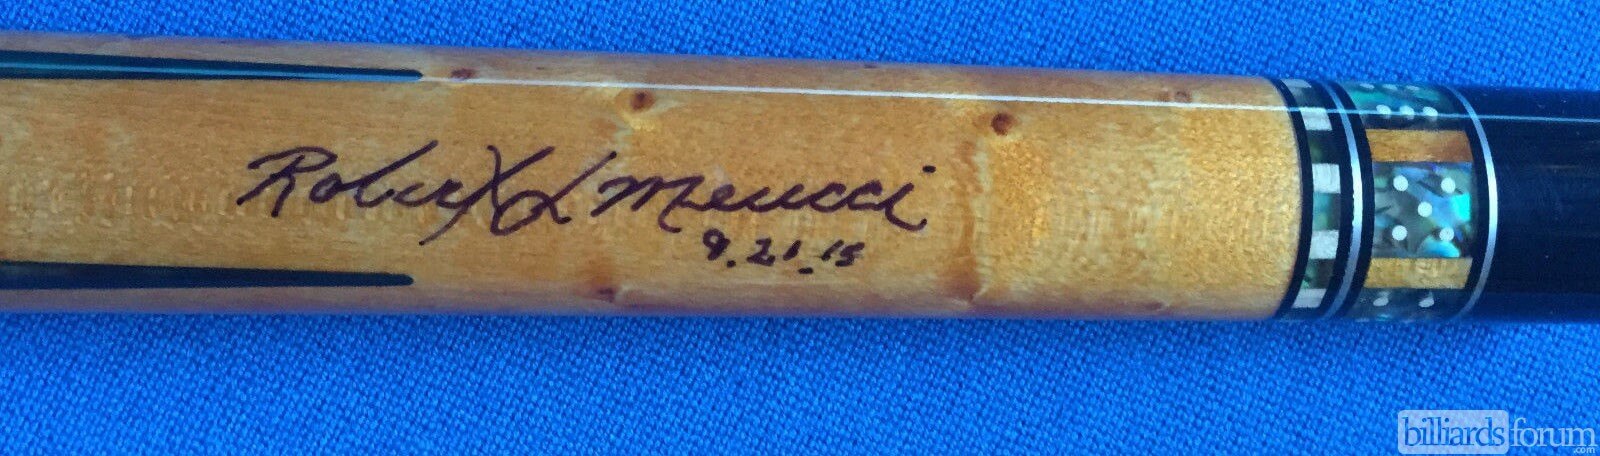 Robert L Meucci
9.21.15
billiardsforum
.com